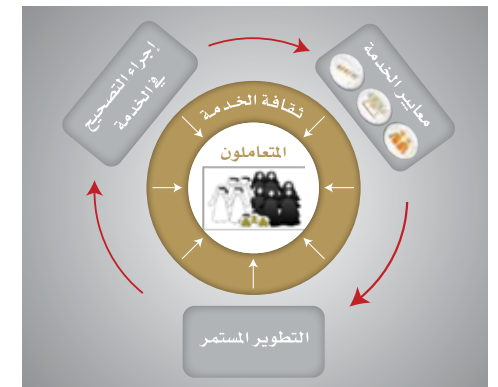 إجراء التصحيح
في الخدمة
معايير الخدمة
ثقافة الخدمة
المتعاملون
التطوير المستمر